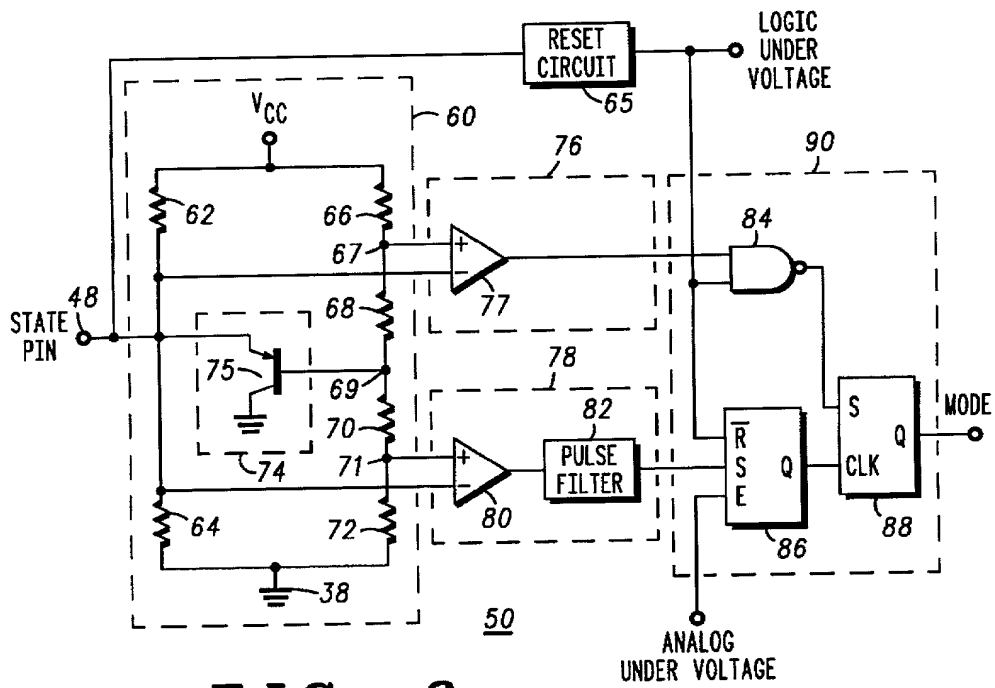 RESET
CIRCUIT
65
LOGIC
UNDER
VOLTAGE
VCC
60
76
90
62
66
67
+
−
77
84
48
STATE
PIN
68
75
69
78
74
70
71
+
−
80
82
PULSE
FILTER
R
S
E
Q
86
S
CLK
Q
88
MODE
64
72
38
50
ANALOG
UNDER VOLTAGE